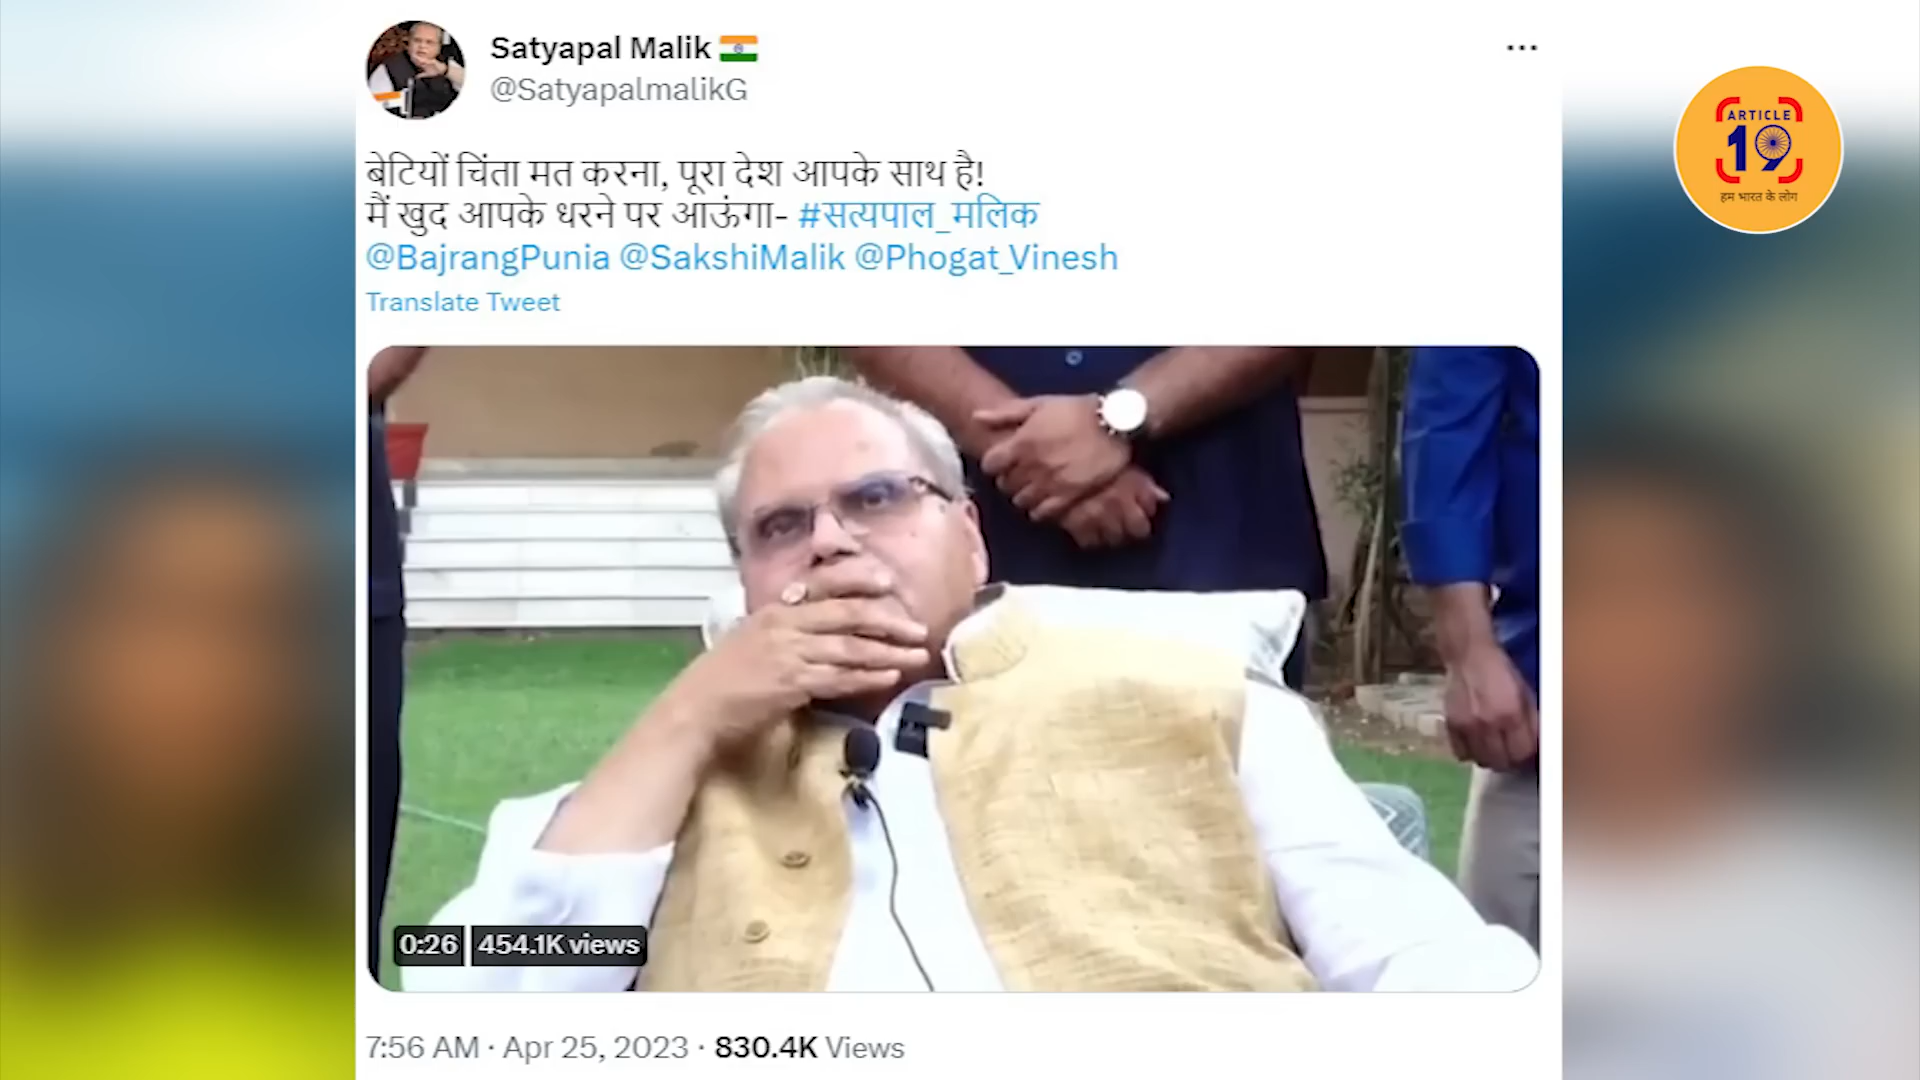 Satyapal Malik
@SatyapalmalikG
बेटियों चिंता मत करना, पूरा देश आपके साथ है!
मैं खुद आपके धरने पर आऊंगा- #सत्यपाल_मलिक
@BajrangPunia @SakshiMalik @Phogat_Vinesh
Translate Tweet
0:26 454.1K views
7:56 AM · Apr 25, 2023 · 830.4K Views
ARTICLE
19
हम भारत के लोग